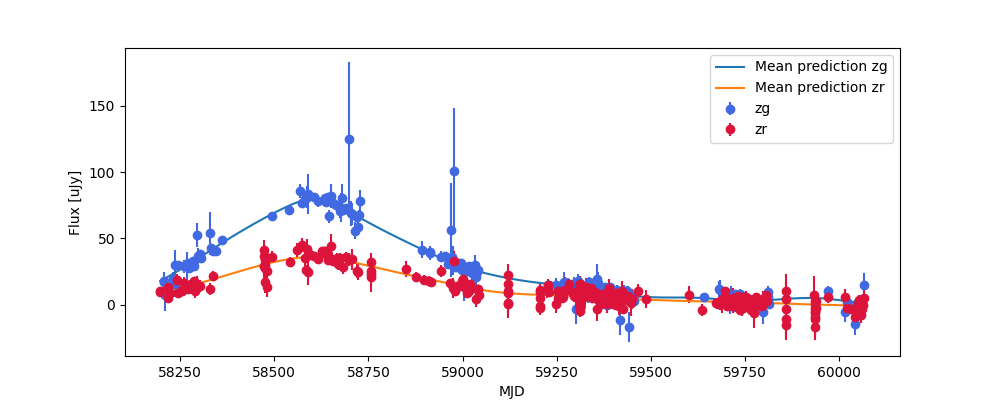 Mean prediction zg
Mean prediction zr
zg
zr
150
100
50
0
Flux [uJy]
58250 58500 58750 59000 59250 59500 59750 60000
MJD